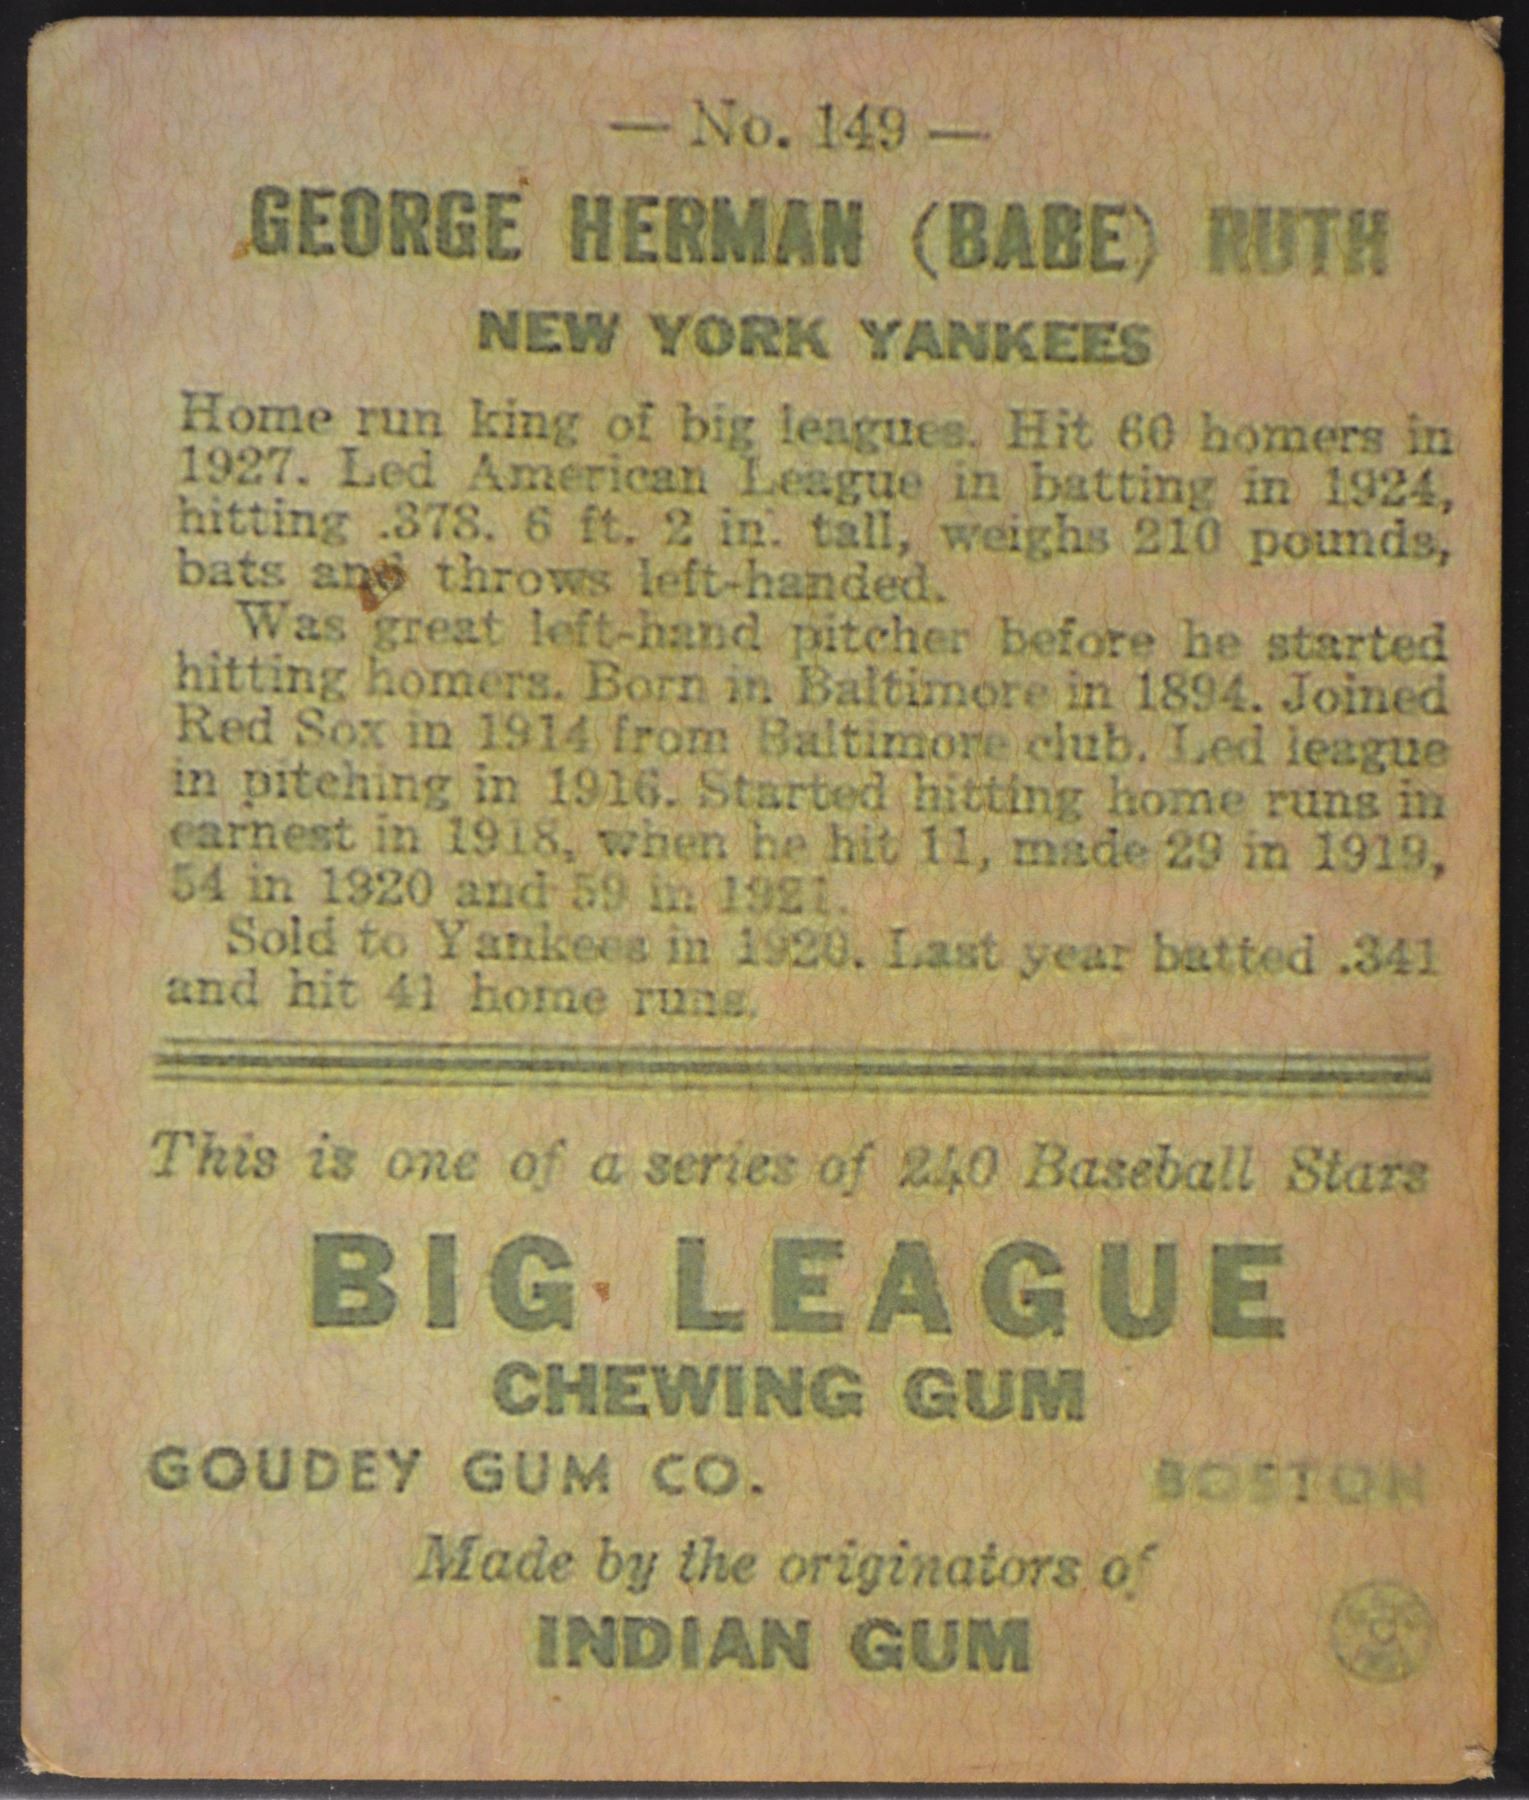 — No. 149 —
GEORGE HERMAN (BABE) RUTH
NEW YORK YANKEES
Home run king of big leagues. Hit 60 homers in
1927. Led American League in batting in 1924,
hitting .378. 6 ft. 2 in. tall, weighs 210 pounds,
bats and throws left-handed.
Was great left-hand pitcher before he started
hitting homers. Born in Baltimore in 1894. Joined
Red Sox in 1914 from Baltimore club. Led league
in pitching in 1916. Started hitting home runs in
earnest in 1918, when he hit 11, made 29 in 1919,
54 in 1920 and 59 in 1921.
Sold to Yankees in 1920. Last year batted .341
and hit 41 home runs.
This is one of a series of 240 Baseball Stars
BIG LEAGUE
CHEWING GUM
GOUDEY GUM CO. BOSTON
Made by the originators of
INDIAN GUM